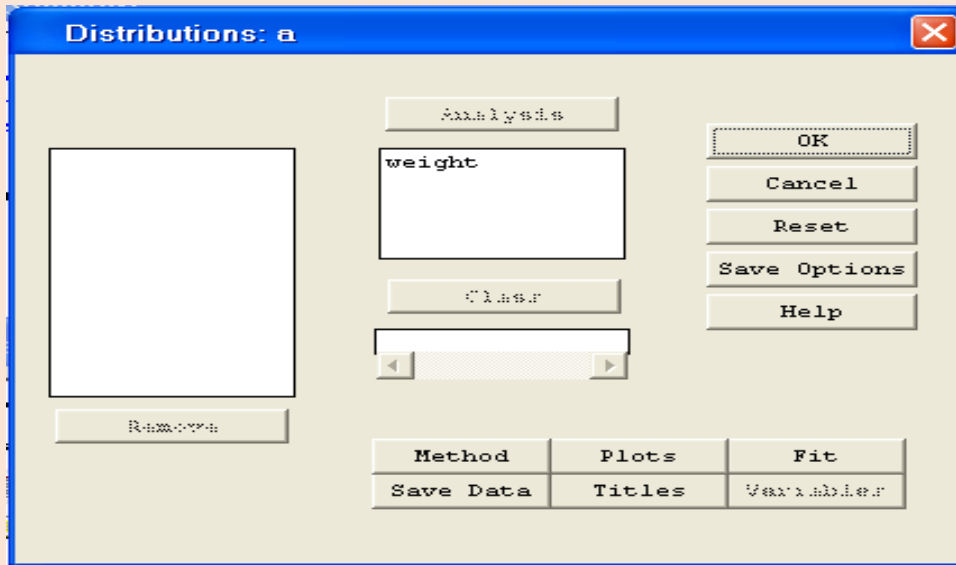 Distributions: a
Analysis
weight
Clear
Remove
OK
Cancel
Reset
Save Options
Help
Method
Plots
Fit
Save Data
Titles
Variables